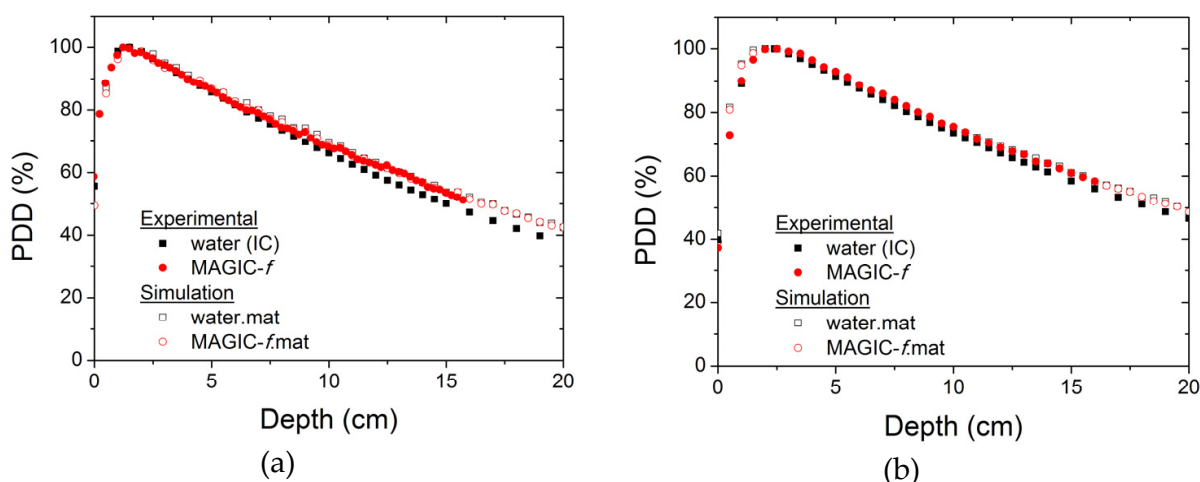 100
80
60
40
20
0
PDD (%)
Experimental
water (IC)
MAGIC-f
Simulation
water.mat
MAGIC-f.mat
0 5 10 15 20
Depth (cm)
(a)
100
80
60
40
20
0
PDD (%)
Experimental
water (IC)
MAGIC-f
Simulation
water.mat
MAGIC-f.mat
0 5 10 15 20
Depth (cm)
(b)